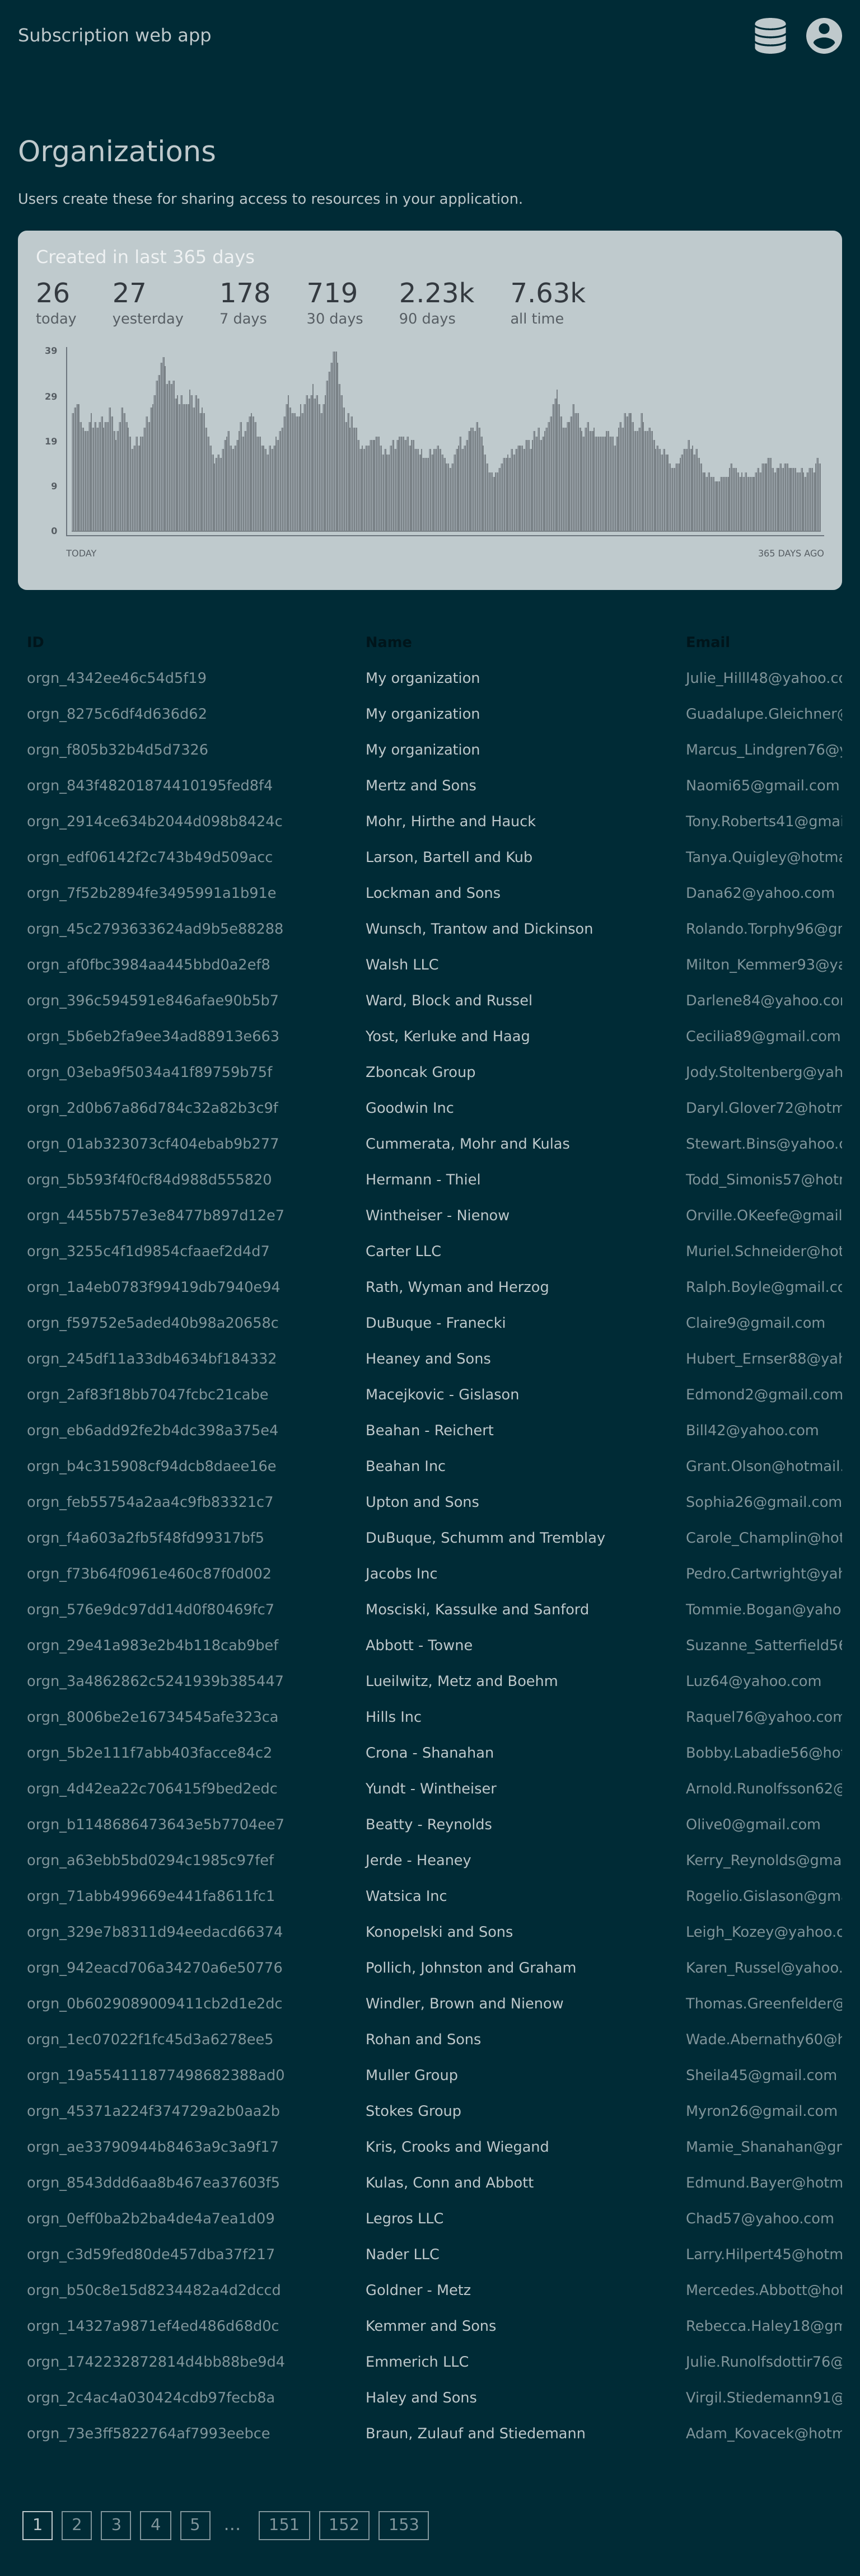 Subscription web app
Organizations
Users create these for sharing access to resources in your application.
Created in last 365 days
26 27 178 719 2.23k 7.63k
today yesterday 7 days 30 days 90 days all time
39
29
19
9
0
TODAY 365 DAYS AGO
ID Name Email
orgn_4342ee46c54d5f19 My organization Julie_Hilll48@yahoo.co
orgn_8275c6df4d636d62 My organization Guadalupe.Gleichner@
orgn_f805b32b4d5d7326 My organization Marcus_Lindgren76@y
orgn_843f48201874410195fed8f4 Mertz and Sons Naomi65@gmail.com
orgn_2914ce634b2044d098b8424c Mohr, Hirthe and Hauck Tony.Roberts41@gmai
orgn_edf06142f2c743b49d509acc Larson, Bartell and Kub Tanya.Quigley@hotma
orgn_7f52b2894fe3495991a1b91e Lockman and Sons Dana62@yahoo.com
orgn_45c2793633624ad9b5e88288 Wunsch, Trantow and Dickinson Rolando.Torphy96@gr
orgn_af0fbc3984aa445bbd0a2ef8 Walsh LLC Milton_Kemmer93@ya
orgn_396c594591e846afae90b5b7 Ward, Block and Russel Darlene84@yahoo.co
orgn_5b6eb2fa9ee34ad88913e663 Yost, Kerluke and Haag Cecilia89@gmail.com
orgn_03eba9f5034a41f89759b75f Zboncak Group Jody.Stoltenberg@yah
orgn_2d0b67a86d784c32a82b3c9f Goodwin Inc Daryl.Glover72@hotm
orgn_01ab323073cf404ebab9b277 Cummerata, Mohr and Kulas Stewart.Bins@yahoo.c
orgn_5b593f4f0cf84d988d555820 Hermann - Thiel Todd_Simonis57@hotr
orgn_4455b757e3e8477b897d12e7 Wintheiser - Nienow Orville.OKeefe@gmail
orgn_3255c4f1d9854cfaaef2d4d7 Carter LLC Muriel.Schneider@hot
orgn_1a4eb0783f99419db7940e94 Rath, Wyman and Herzog Ralph.Boyle@gmail.co
orgn_f59752e5aded40b98a20658c DuBuque - Franecki Claire9@gmail.com
orgn_245df11a33db4634bf184332 Heaney and Sons Hubert_Ernser88@yah
orgn_2af83f18bb7047fcbc21cabe Macejkovic - Gislason Edmond2@gmail.com
orgn_eb6add92fe2b4dc398a375e4 Beahan - Reichert Bill42@yahoo.com
orgn_b4c315908cf94dcb8daee16e Beahan Inc Grant.Olson@hotmail.
orgn_feb55754a2aa4c9fb83321c7 Upton and Sons Sophia26@gmail.com
orgn_f4a603a2fb5f48fd99317bf5 DuBuque, Schumm and Tremblay Carole_Champlin@hot
orgn_f73b64f0961e460c87f0d002 Jacobs Inc Pedro.Cartwright@yah
orgn_576e9dc97dd14d0f80469fc7 Mosciski, Kassulke and Sanford Tommie.Bogan@yaho
orgn_29e41a983e2b4b118cab9bef Abbott - Towne Suzanne_Satterfield56
orgn_3a4862862c5241939b385447 Lueilwitz, Metz and Boehm Luz64@yahoo.com
orgn_8006be2e16734545afe323ca Hills Inc Raquel76@yahoo.com
orgn_5b2e111f7abb403facce84c2 Crona - Shanahan Bobby.Labadie56@ho
orgn_4d42ea22c706415f9bed2edc Yundt - Wintheiser Arnold.Runolfsson62@
orgn_b1148686473643e5b7704ee7 Beatty - Reynolds Olive0@gmail.com
orgn_a63ebb5bd0294c1985c97fef Jerde - Heaney Kerry_Reynolds@gma
orgn_71abb499669e441fa8611fc1 Watsica Inc Rogelio.Gislason@gm
orgn_329e7b8311d94eedacd66374 Konopelski and Sons Leigh_Kozey@yahoo.c
orgn_942eacd706a34270a6e50776 Pollich, Johnston and Graham Karen_Russel@yahoo.
orgn_0b6029089009411cb2d1e2dc Windler, Brown and Nienow Thomas.Greenfelder@
orgn_1ec07022f1fc45d3a6278ee5 Rohan and Sons Wade.Abernathy60@h
orgn_19a554111877498682388ad0 Muller Group Sheila45@gmail.com
orgn_45371a224f374729a2b0aa2b Stokes Group Myron26@gmail.com
orgn_ae33790944b8463a9c3a9f17 Kris, Crooks and Wiegand Mamie_Shanahan@gr
orgn_8543ddd6aa8b467ea37603f5 Kulas, Conn and Abbott Edmund.Bayer@hotm
orgn_0eff0ba2b2ba4de4a7ea1d09 Legros LLC Chad57@yahoo.com
orgn_c3d59fed80de457dba37f217 Nader LLC Larry.Hilpert45@hotm
orgn_b50c8e15d8234482a4d2dccd Goldner - Metz Mercedes.Abbott@hot
orgn_14327a9871ef4ed486d68d0c Kemmer and Sons Rebecca.Haley18@gm
orgn_1742232872814d4bb88be9d4 Emmerich LLC Julie.Runolfsdottir76@
orgn_2c4ac4a030424cdb97fecb8a Haley and Sons Virgil.Stiedemann91@
orgn_73e3ff5822764af7993eebce Braun, Zulauf and Stiedemann Adam_Kovacek@hotm
1 2 3 4 5 … 151 152 153